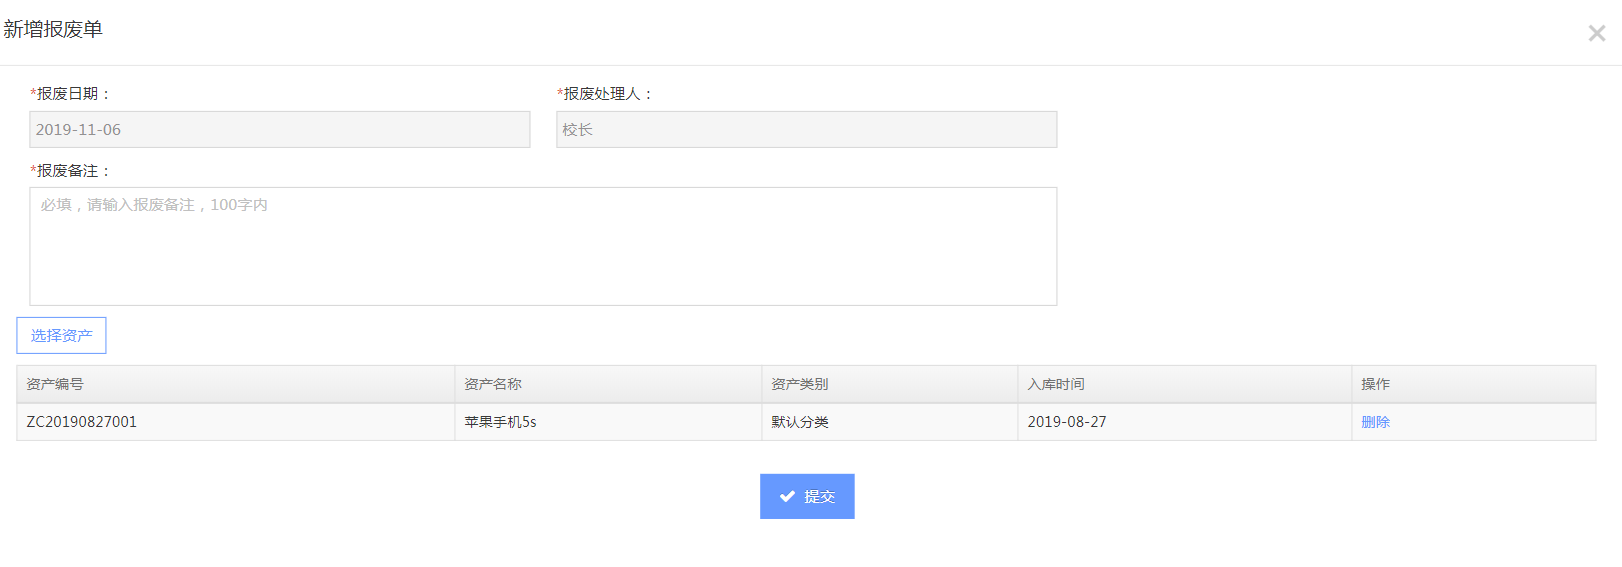 新增报废单
*报废日期：
*报废处理人：
2019-11-06
校长
*报废备注：
必填，请输入报废备注，100字内
选择资产
资产编号 资产名称 资产类别 入库时间 操作
ZC20190827001 苹果手机5s 默认分类 2019-08-27 删除
提交